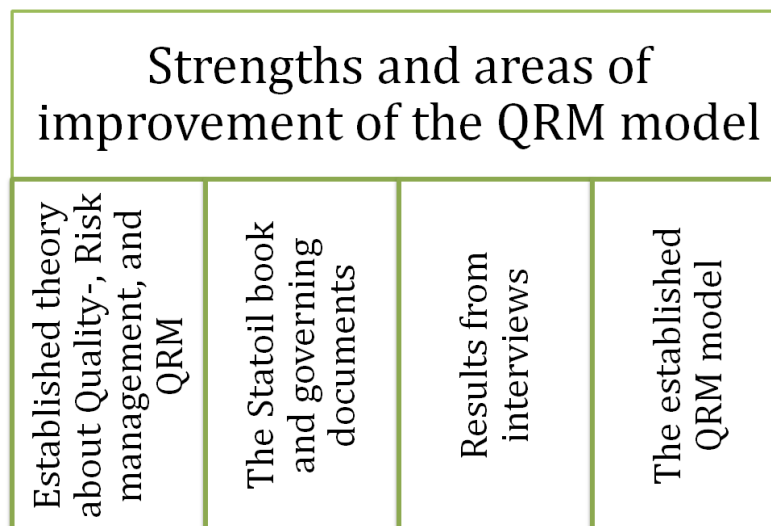 Strengths and areas of
improvement of the QRM model
Established theory
about Quality-, Risk
management, and
QRM
The Statoil book
and governing
documents
Results from
interviews
The established
QRM model